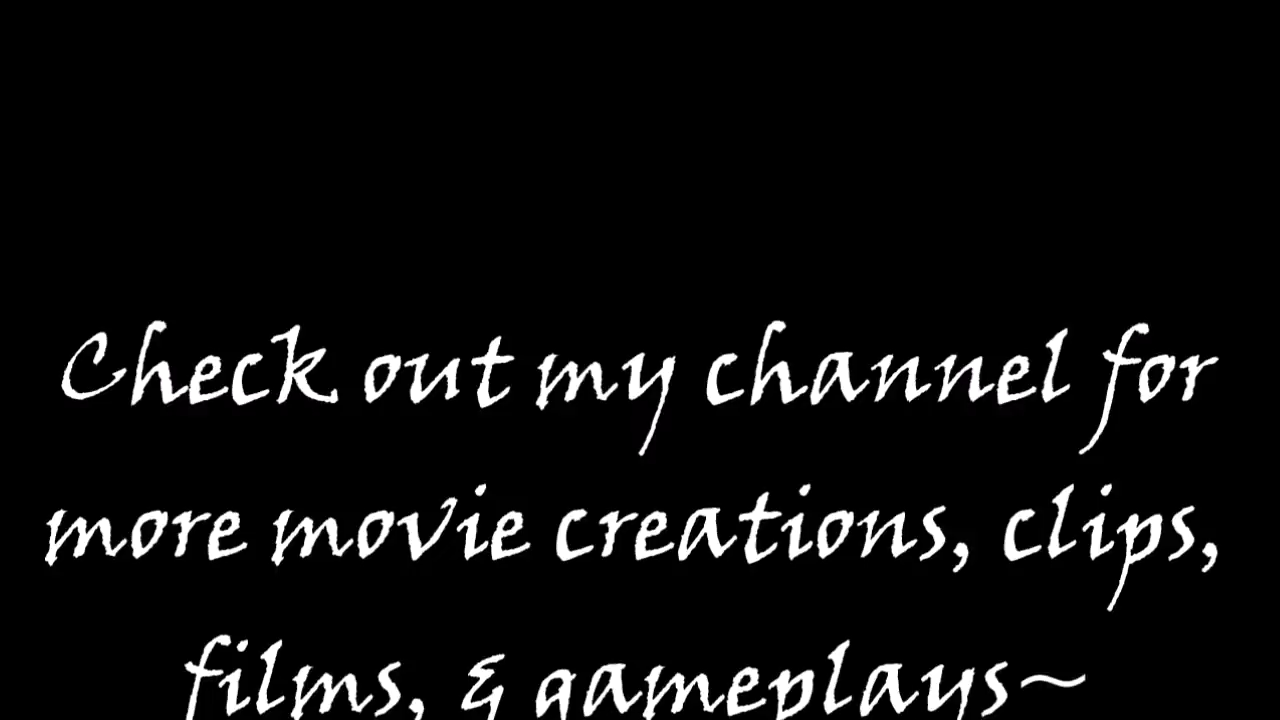 Check out my channel for
more movie creations, clips,
films, & gameplays~